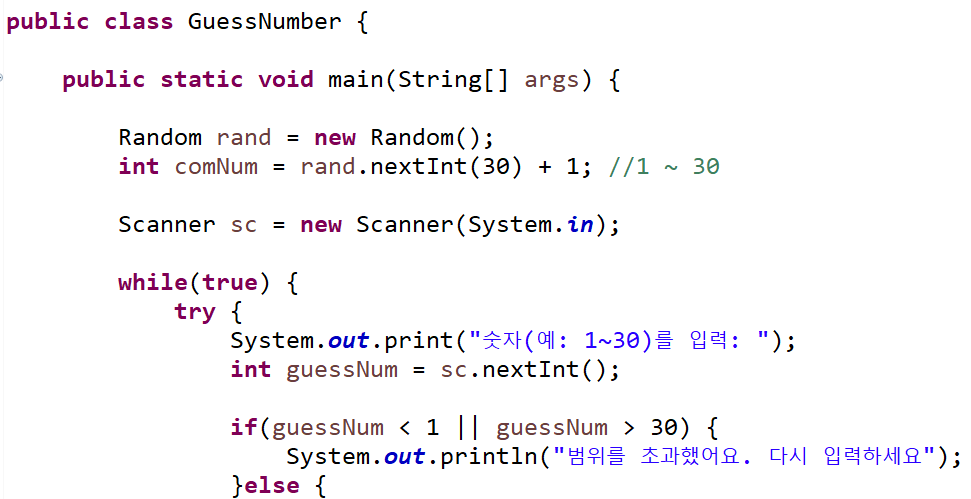 public class GuessNumber {
public static void main(String[] args) {
Random rand = new Random();
int comNum = rand.nextInt(30) + 1; //1 ~ 30
Scanner sc = new Scanner(System.in);
while(true) {
try {
System.out.print("숫자(예: 1~30)를 입력: ");
int guessNum = sc.nextInt();
if(guessNum < 1 || guessNum > 30) {
System.out.println("범위를 초과했어요. 다시 입력하세요");
}else {